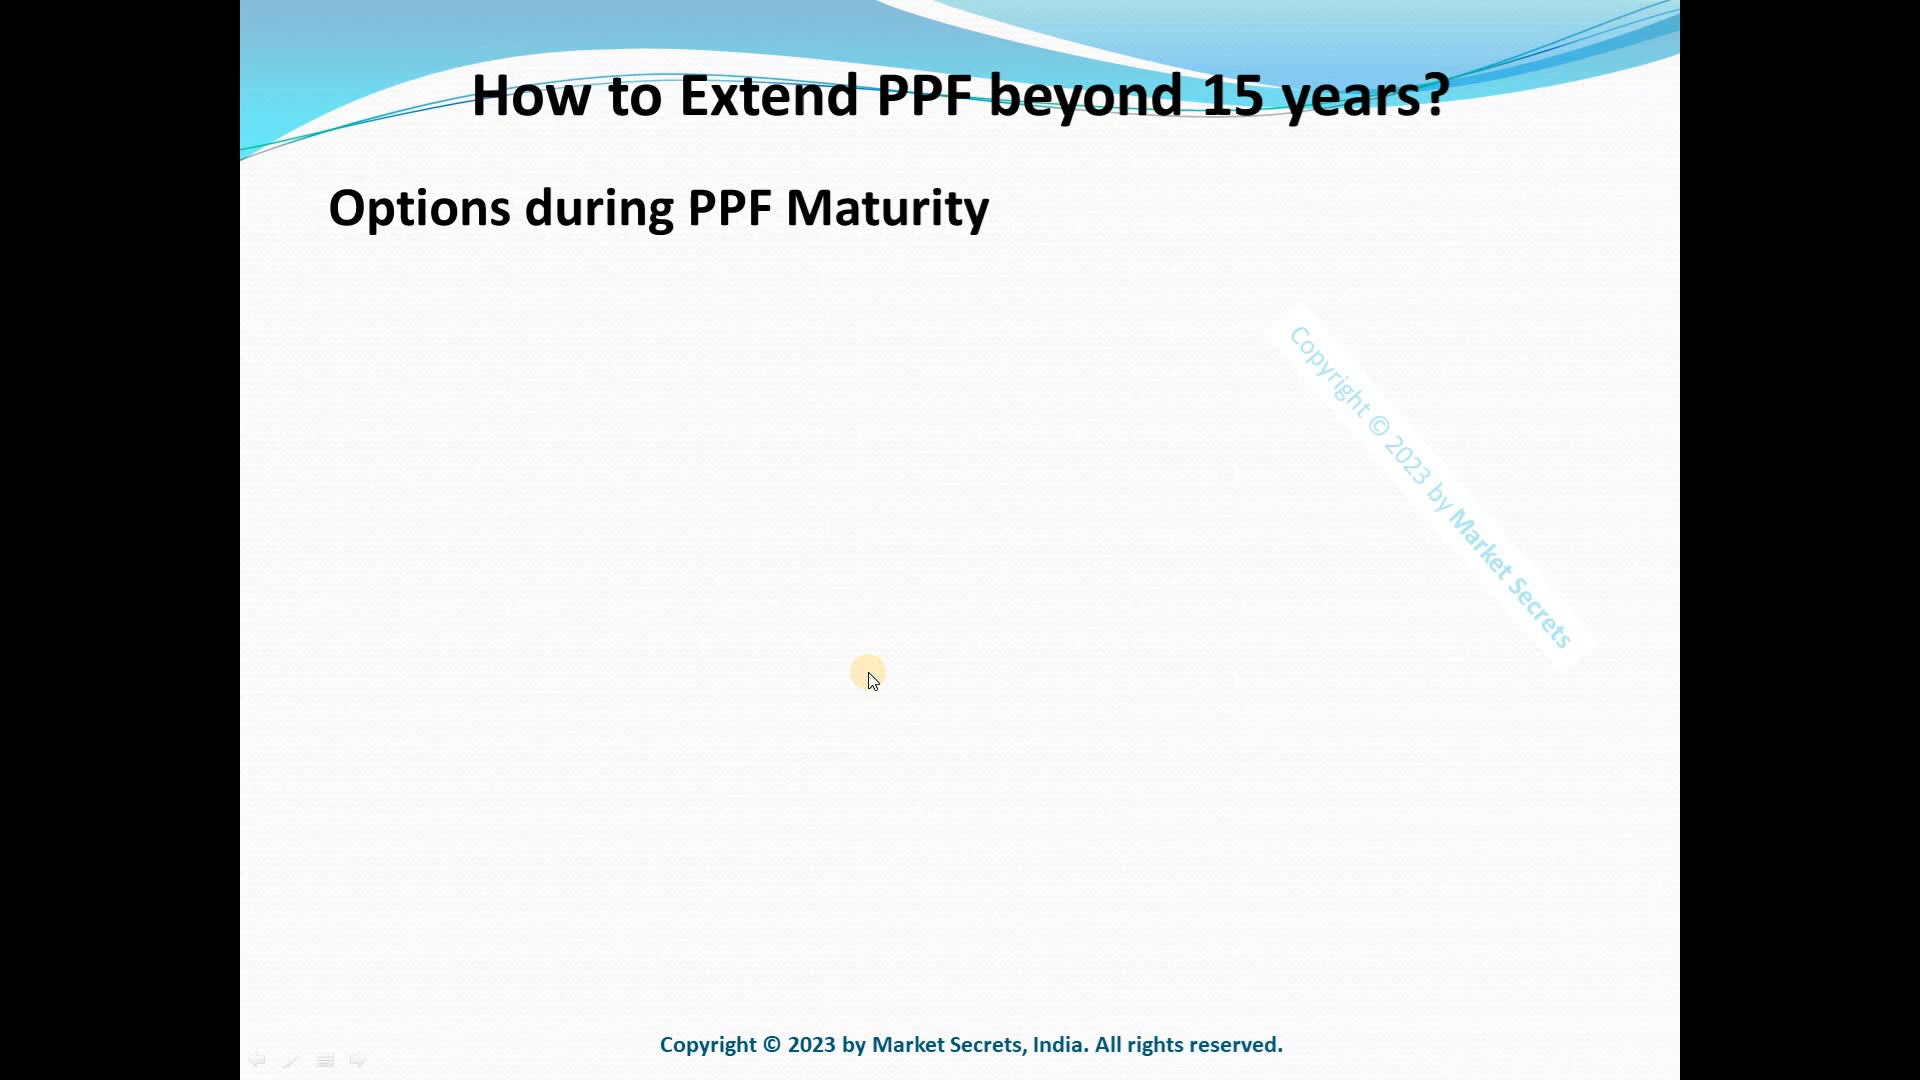 How to Extend PPF beyond 15 years?
Options during PPF Maturity
Copyright © 2023 by Market Secrets
Copyright © 2023 by Market Secrets, India. All rights reserved.